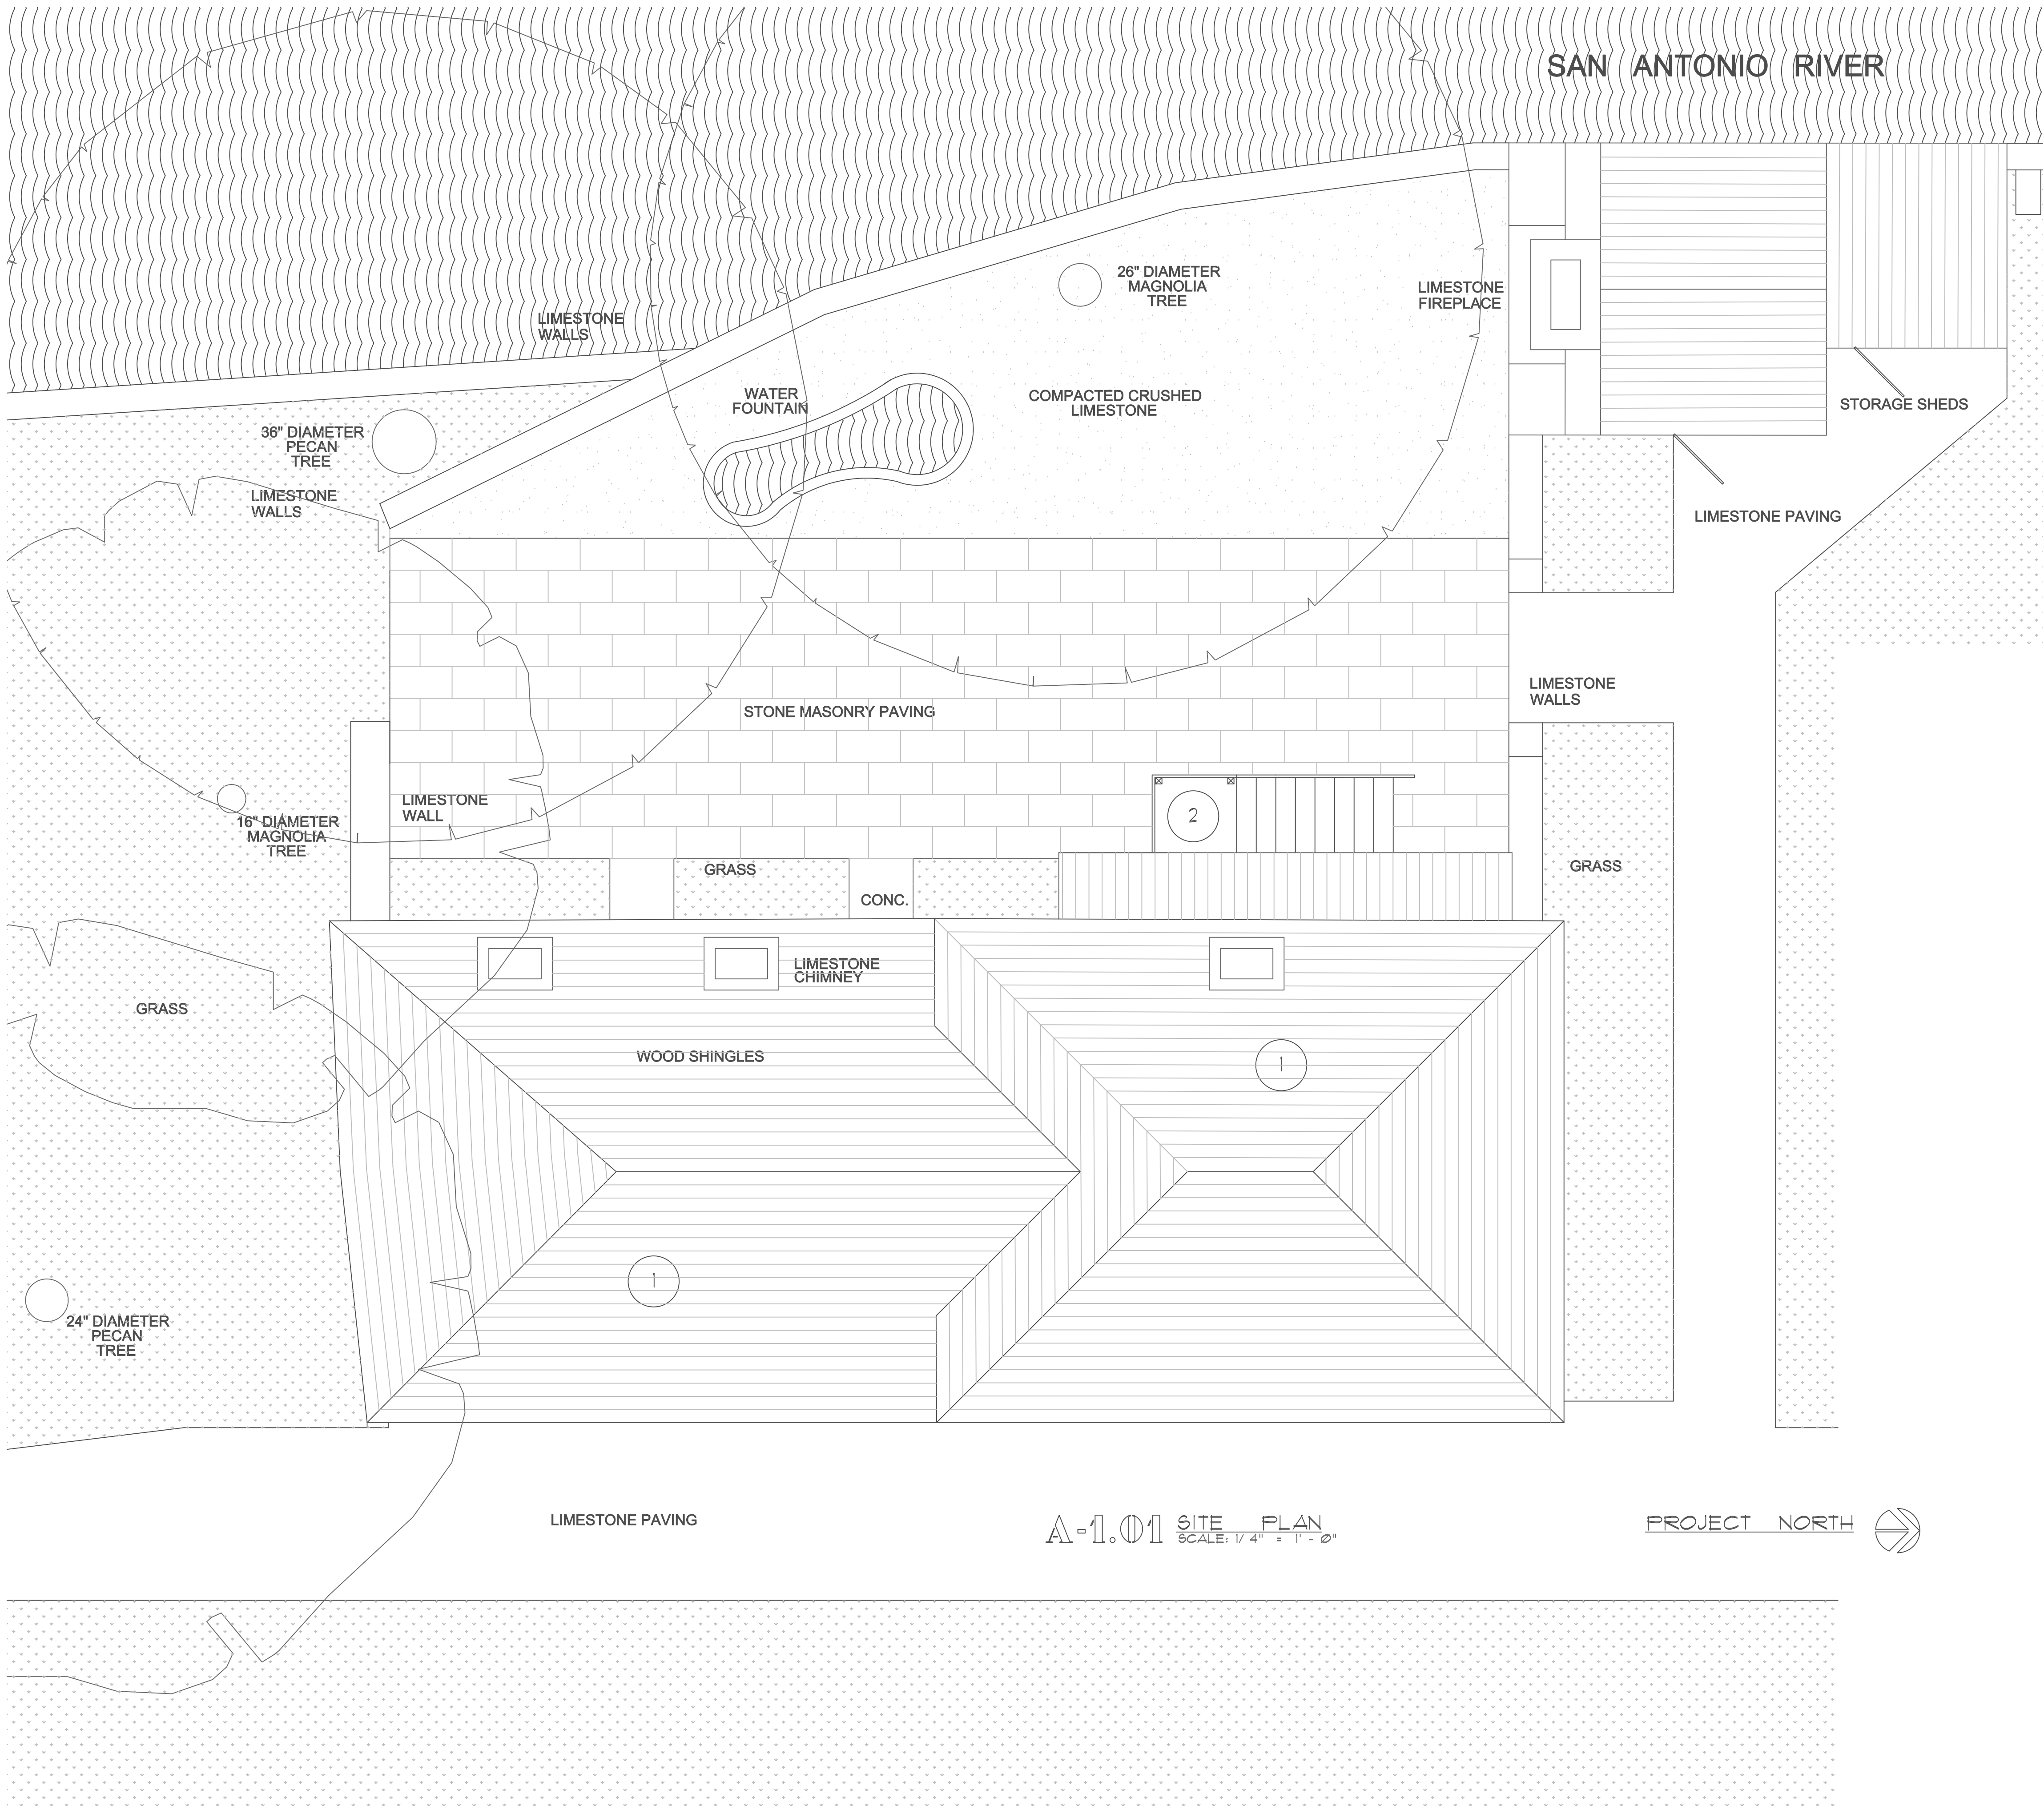 SAN ANTONIO RIVER
26" DIAMETER
MAGNOLIA
TREE
LIMESTONE
FIREPLACE
LIMESTONE
WALLS
WATER
FOUNTAIN
COMPACTED CRUSHED
LIMESTONE
STORAGE SHEDS
36" DIAMETER
PECAN
TREE
LIMESTONE
WALLS
LIMESTONE PAVING
LIMESTONE
WALLS
STONE MASONRY PAVING
LIMESTONE
WALL
2
16" DIAMETER
MAGNOLIA
TREE
GRASS
GRASS
CONC.
LIMESTONE
CHIMNEY
GRASS
WOOD SHINGLES
1
1
24" DIAMETER
PECAN
TREE
LIMESTONE PAVING
A-1.01 SITE PLAN
SCALE: 1/4" = 1' - 0"
PROJECT NORTH